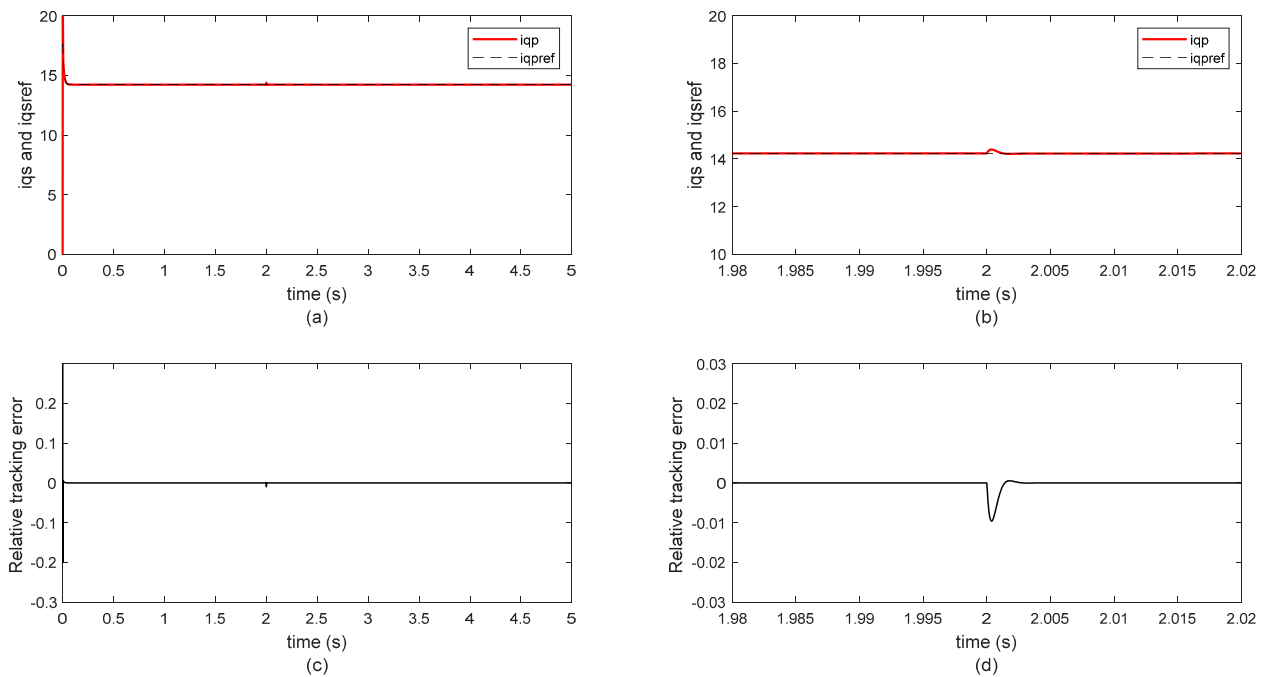 20
15
10
5
0
iqs and iqsref
iqp
iqpref
0 0.5 1 1.5 2 2.5 3 3.5 4 4.5 5
time (s)
(a)
20
18
16
14
12
10
iqs and iqsref
iqp
iqpref
1.98 1.985 1.99 1.995 2 2.005 2.01 2.015 2.02
time (s)
(b)
0.2
0.1
0
-0.1
-0.2
-0.3
Relative tracking error
0 0.5 1 1.5 2 2.5 3 3.5 4 4.5 5
time (s)
(c)
0.03
0.02
0.01
0
-0.01
-0.02
-0.03
Relative tracking error
1.98 1.985 1.99 1.995 2 2.005 2.01 2.015 2.02
time (s)
(d)